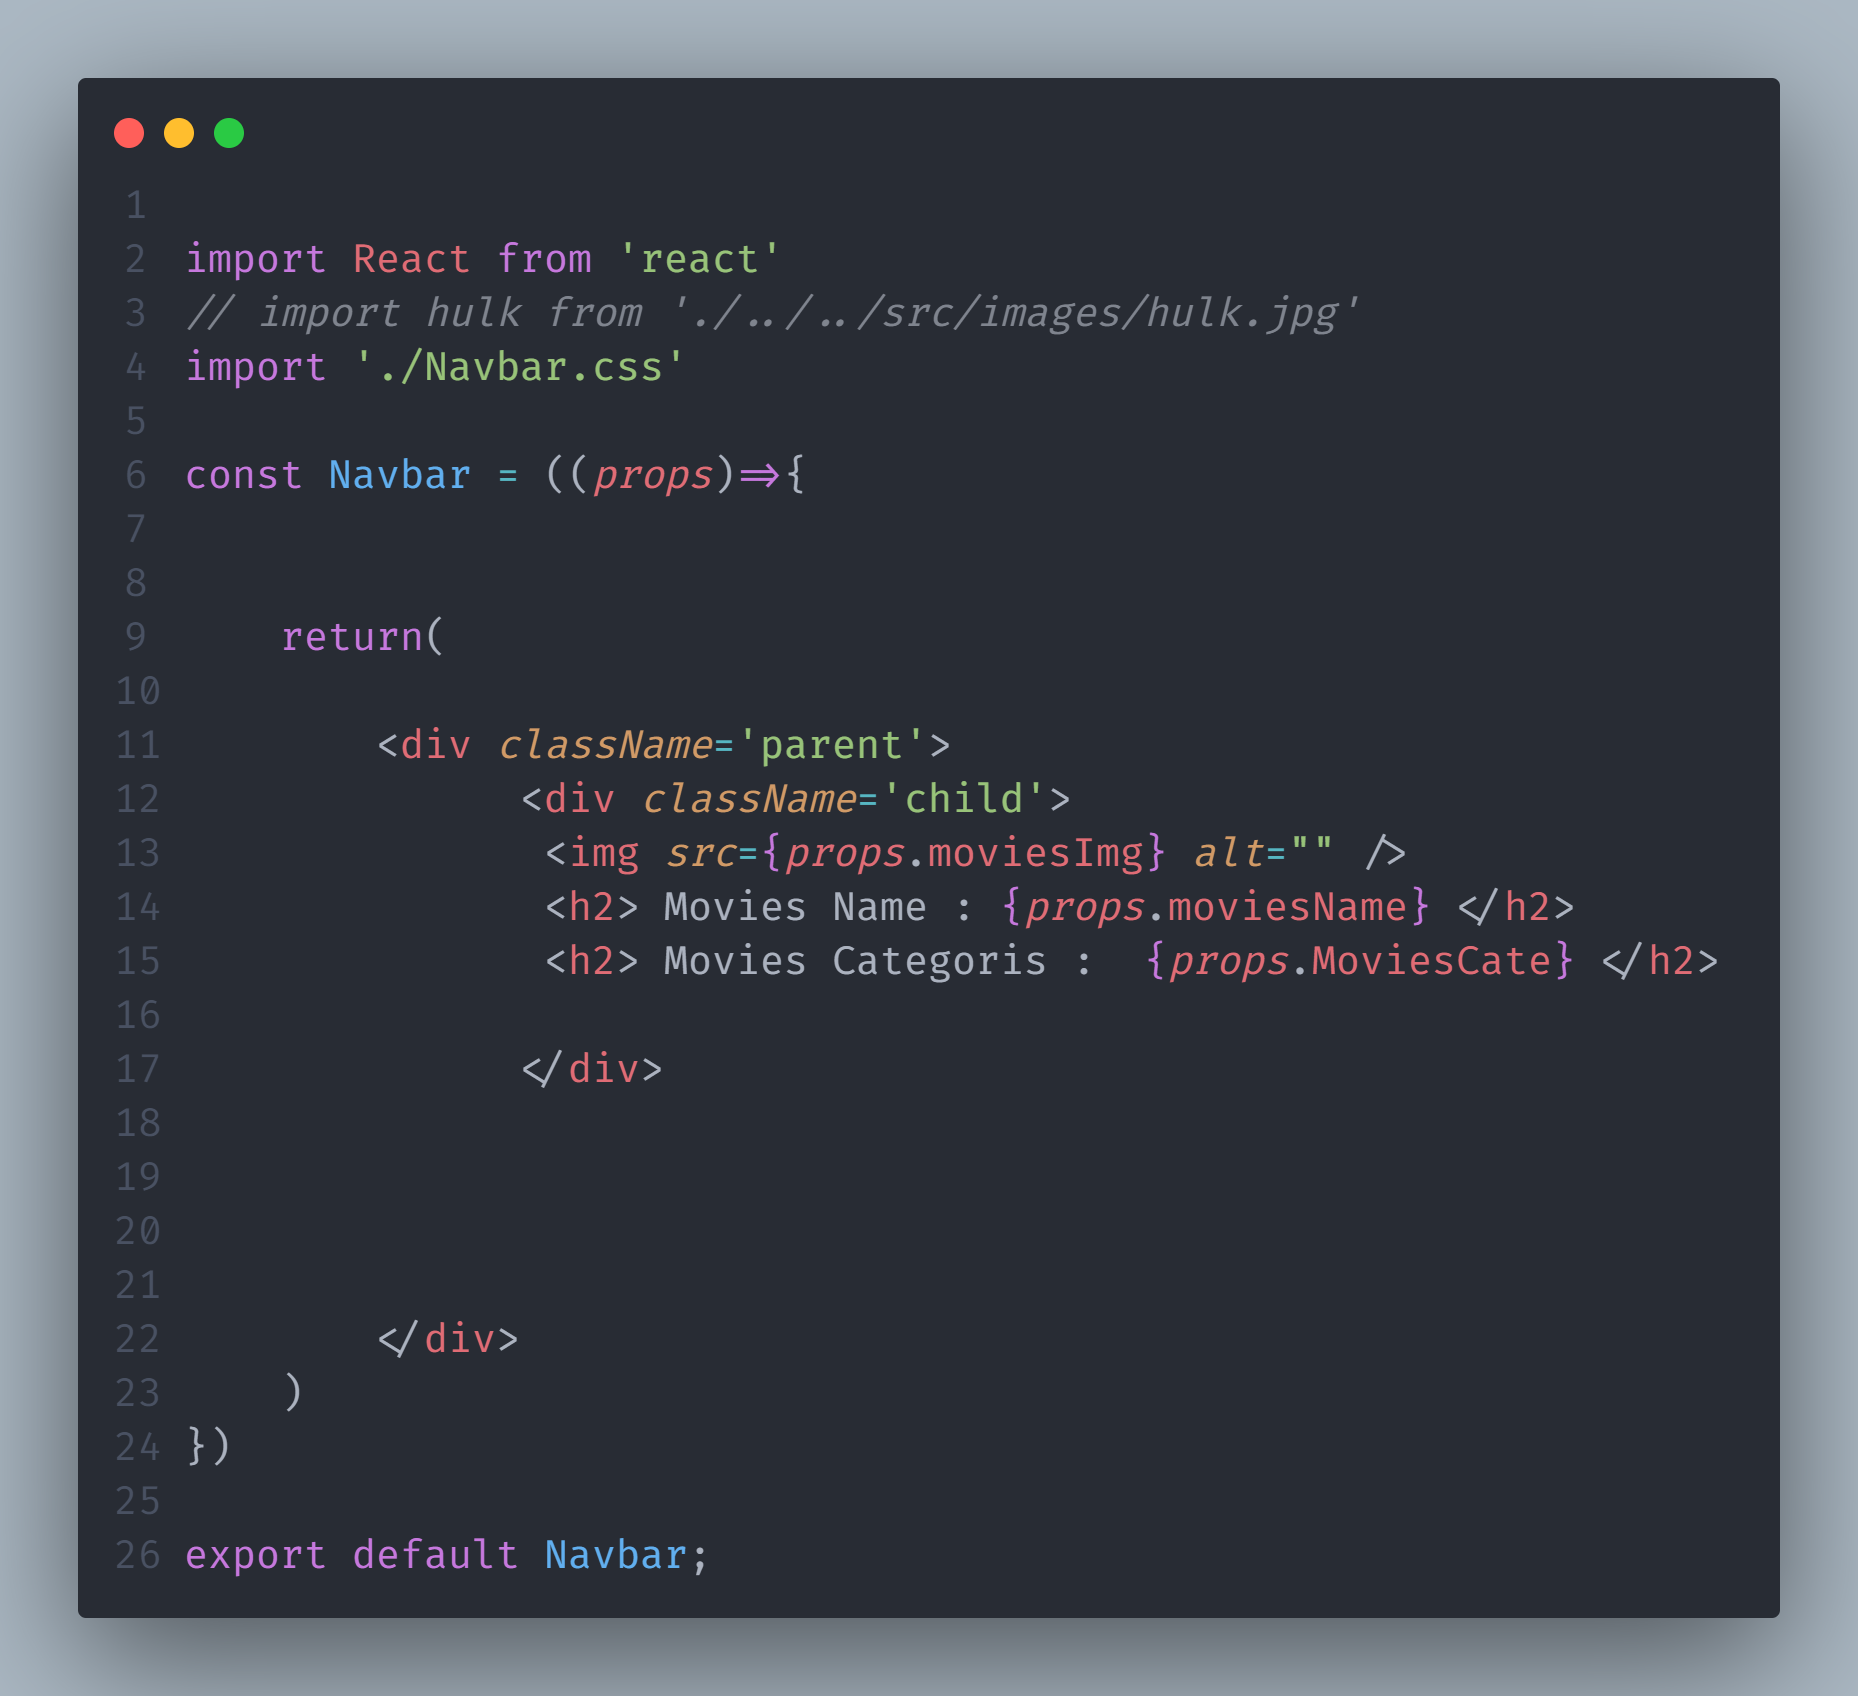 1
2 import React from 'react'
3 // import hulk from './../../src/images/hulk.jpg'
4 import './Navbar.css'
5
6 const Navbar = ((props)=>{
7
8
9     return(
10
11         <div className='parent'>
12               <div className='child'>
13                <img src={props.moviesImg} alt="" />
14                <h2> Movies Name : {props.moviesName} </h2>
15                <h2> Movies Categoris :  {props.MoviesCate} </h2>
16
17               </div>
18
19
20
21
22         </div>
23     )
24 })
25
26 export default Navbar;